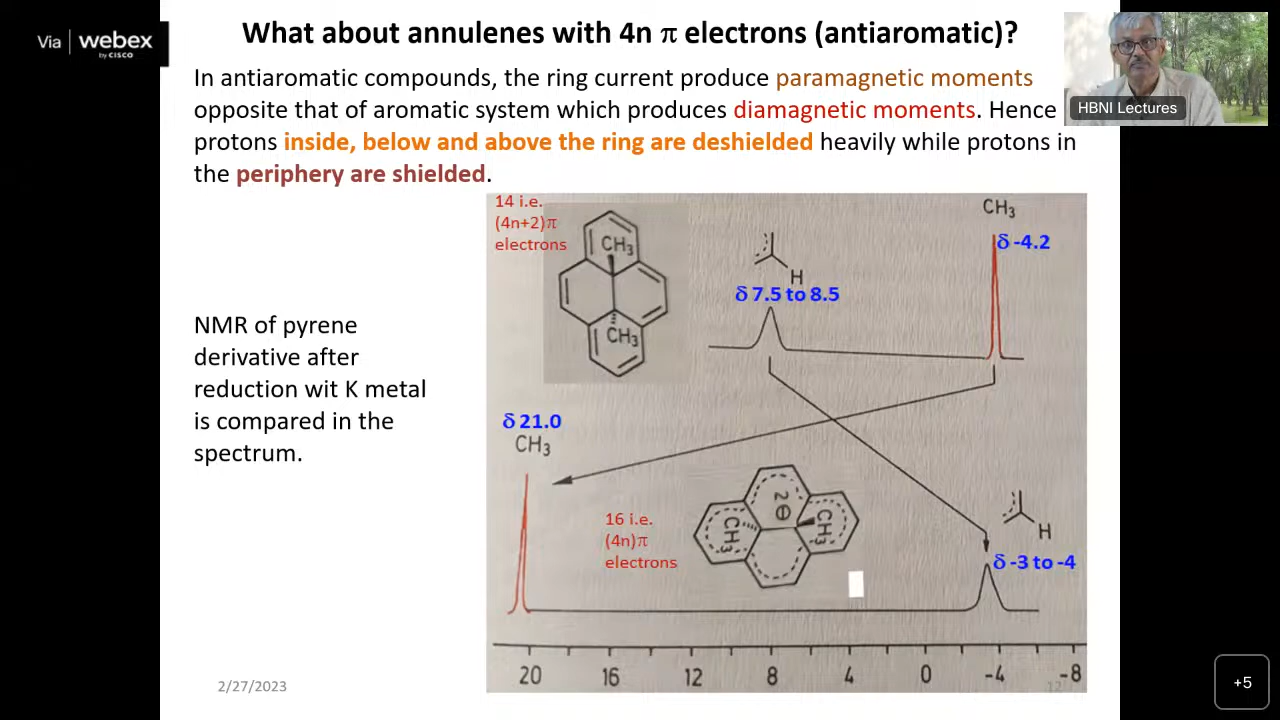 Via | webex
by CISCO
What about annulenes with 4n π electrons (antiaromatic)?
HBNI Lectures
In antiaromatic compounds, the ring current produce paramagnetic moments
opposite that of aromatic system which produces diamagnetic moments. Hence
protons inside, below and above the ring are deshielded heavily while protons in
the periphery are shielded.
14 i.e.
(4n+2)π
electrons
CH₃
CH₃
H
δ 7.5 to 8.5
CH₃
δ -4.2
NMR of pyrene
derivative after
reduction wit K metal
is compared in the
spectrum.
δ 21.0
CH₃
16 i.e.
(4n)π
electrons
CH₃
2⊖
CH₃
H
δ -3 to -4
20 16 12 8 4 0 -4 -8
2/27/2023
12
+5